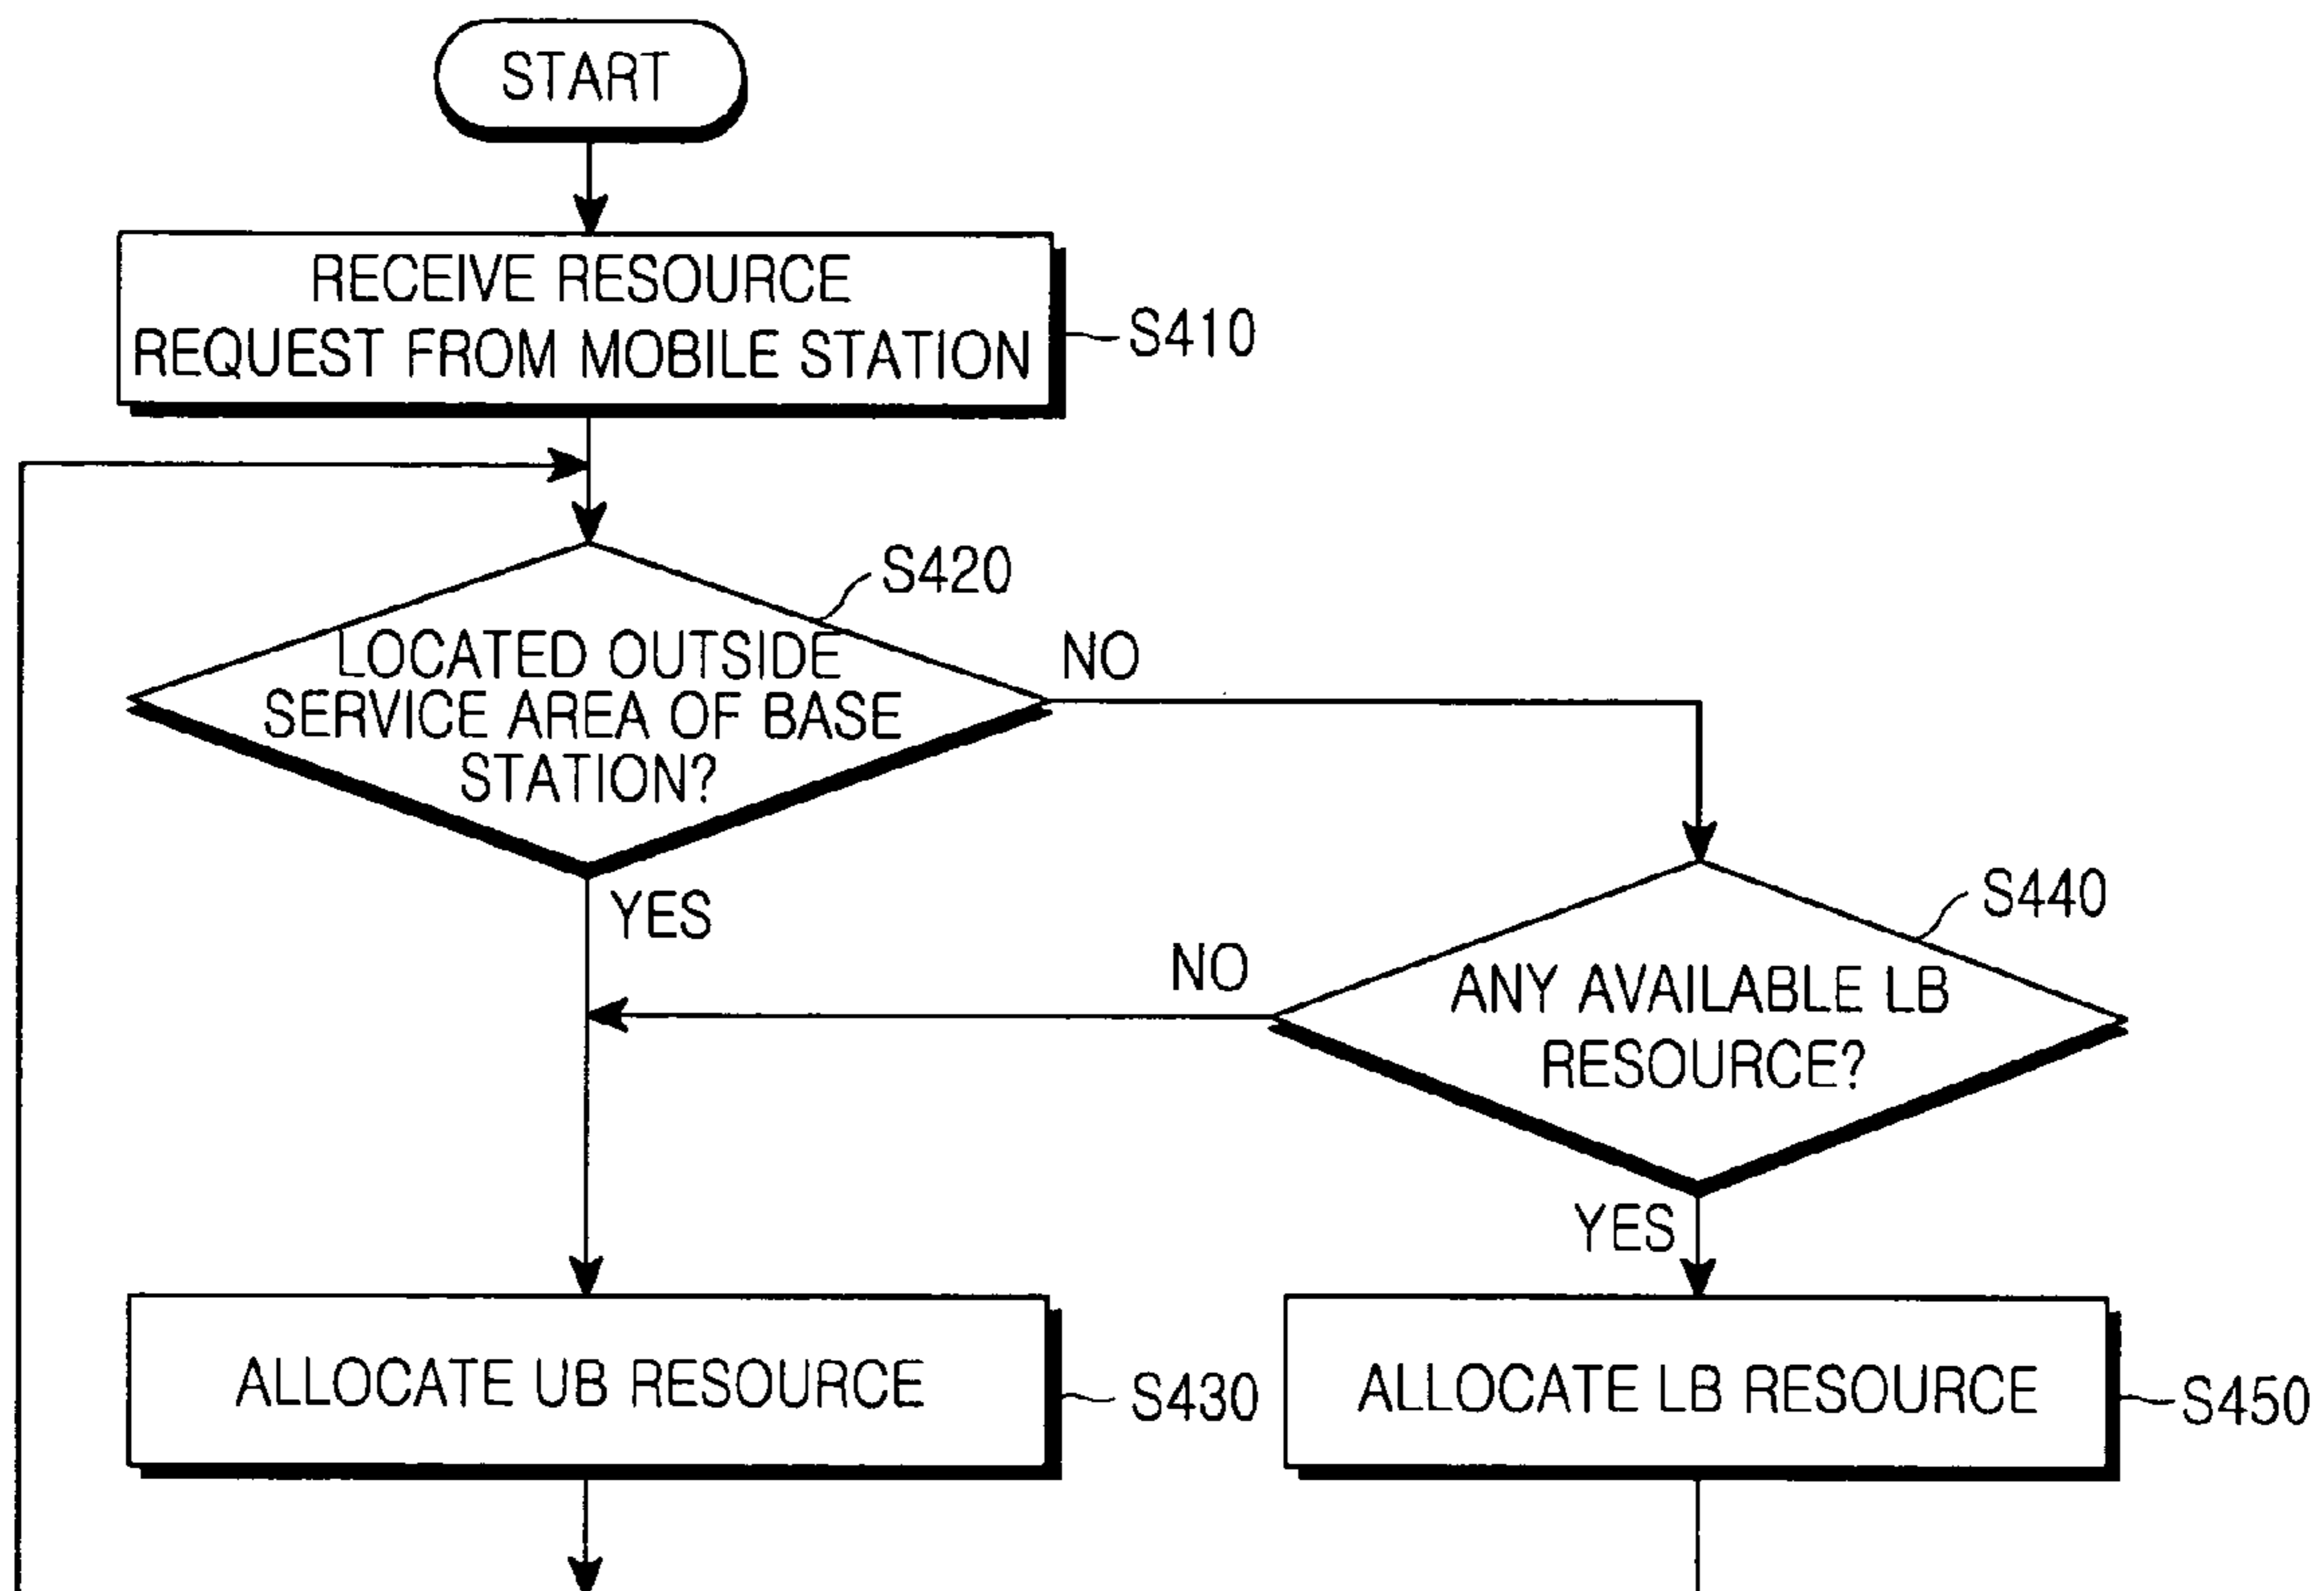 START
RECEIVE RESOURCE
REQUEST FROM MOBILE STATION
S410
S420
LOCATED OUTSIDE
SERVICE AREA OF BASE
STATION?
NO
YES
S440
ANY AVAILABLE LB
RESOURCE?
NO
YES
ALLOCATE UB RESOURCE
S430
ALLOCATE LB RESOURCE
S450